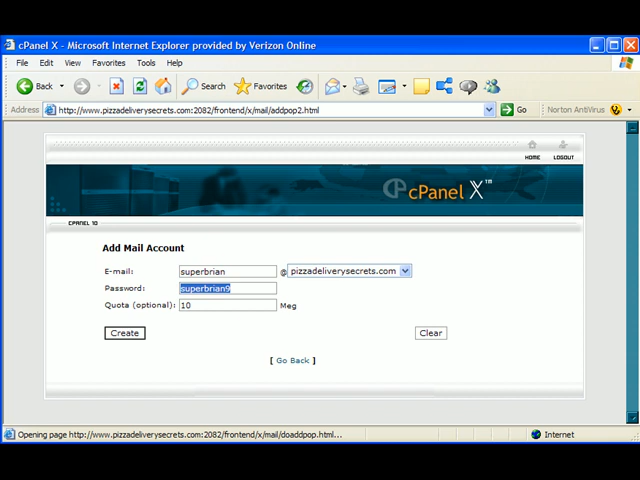 cPanel X - Microsoft Internet Explorer provided by Verizon Online
File Edit View Favorites Tools Help
Back Search Favorites
Address http://www.pizzadeliverysecrets.com:2082/frontend/x/mail/addpop2.html Go Norton AntiVirus
HOME LOGOUT
cPanel X™
CPANEL 10
Add Mail Account
E-mail: superbrian @ pizzadeliverysecrets.com
Password: superbrian9
Quota (optional): 10 Meg
Create Clear
[ Go Back ]
Opening page http://www.pizzadeliverysecrets.com:2082/frontend/x/mail/doaddpop.html... Internet